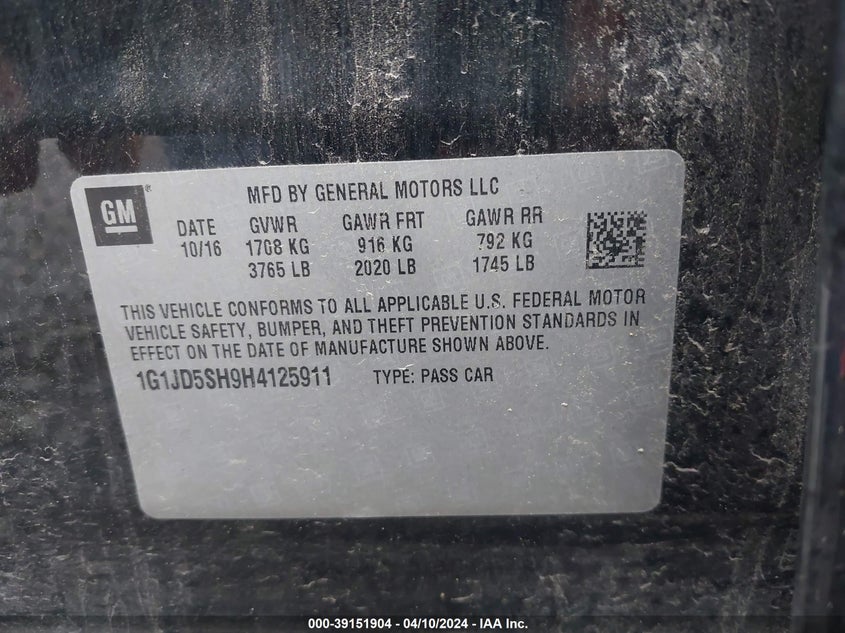 GM ®
MFD BY GENERAL MOTORS LLC
DATE GVWR GAWR FRT GAWR RR
10/16 1708 KG 916 KG 792 KG
3765 LB 2020 LB 1745 LB
THIS VEHICLE CONFORMS TO ALL APPLICABLE U.S. FEDERAL MOTOR
VEHICLE SAFETY, BUMPER, AND THEFT PREVENTION STANDARDS IN
EFFECT ON THE DATE OF MANUFACTURE SHOWN ABOVE.
1G1JD5SH9H4125911 TYPE: PASS CAR
000-39151904 - 04/10/2024 - IAA Inc.